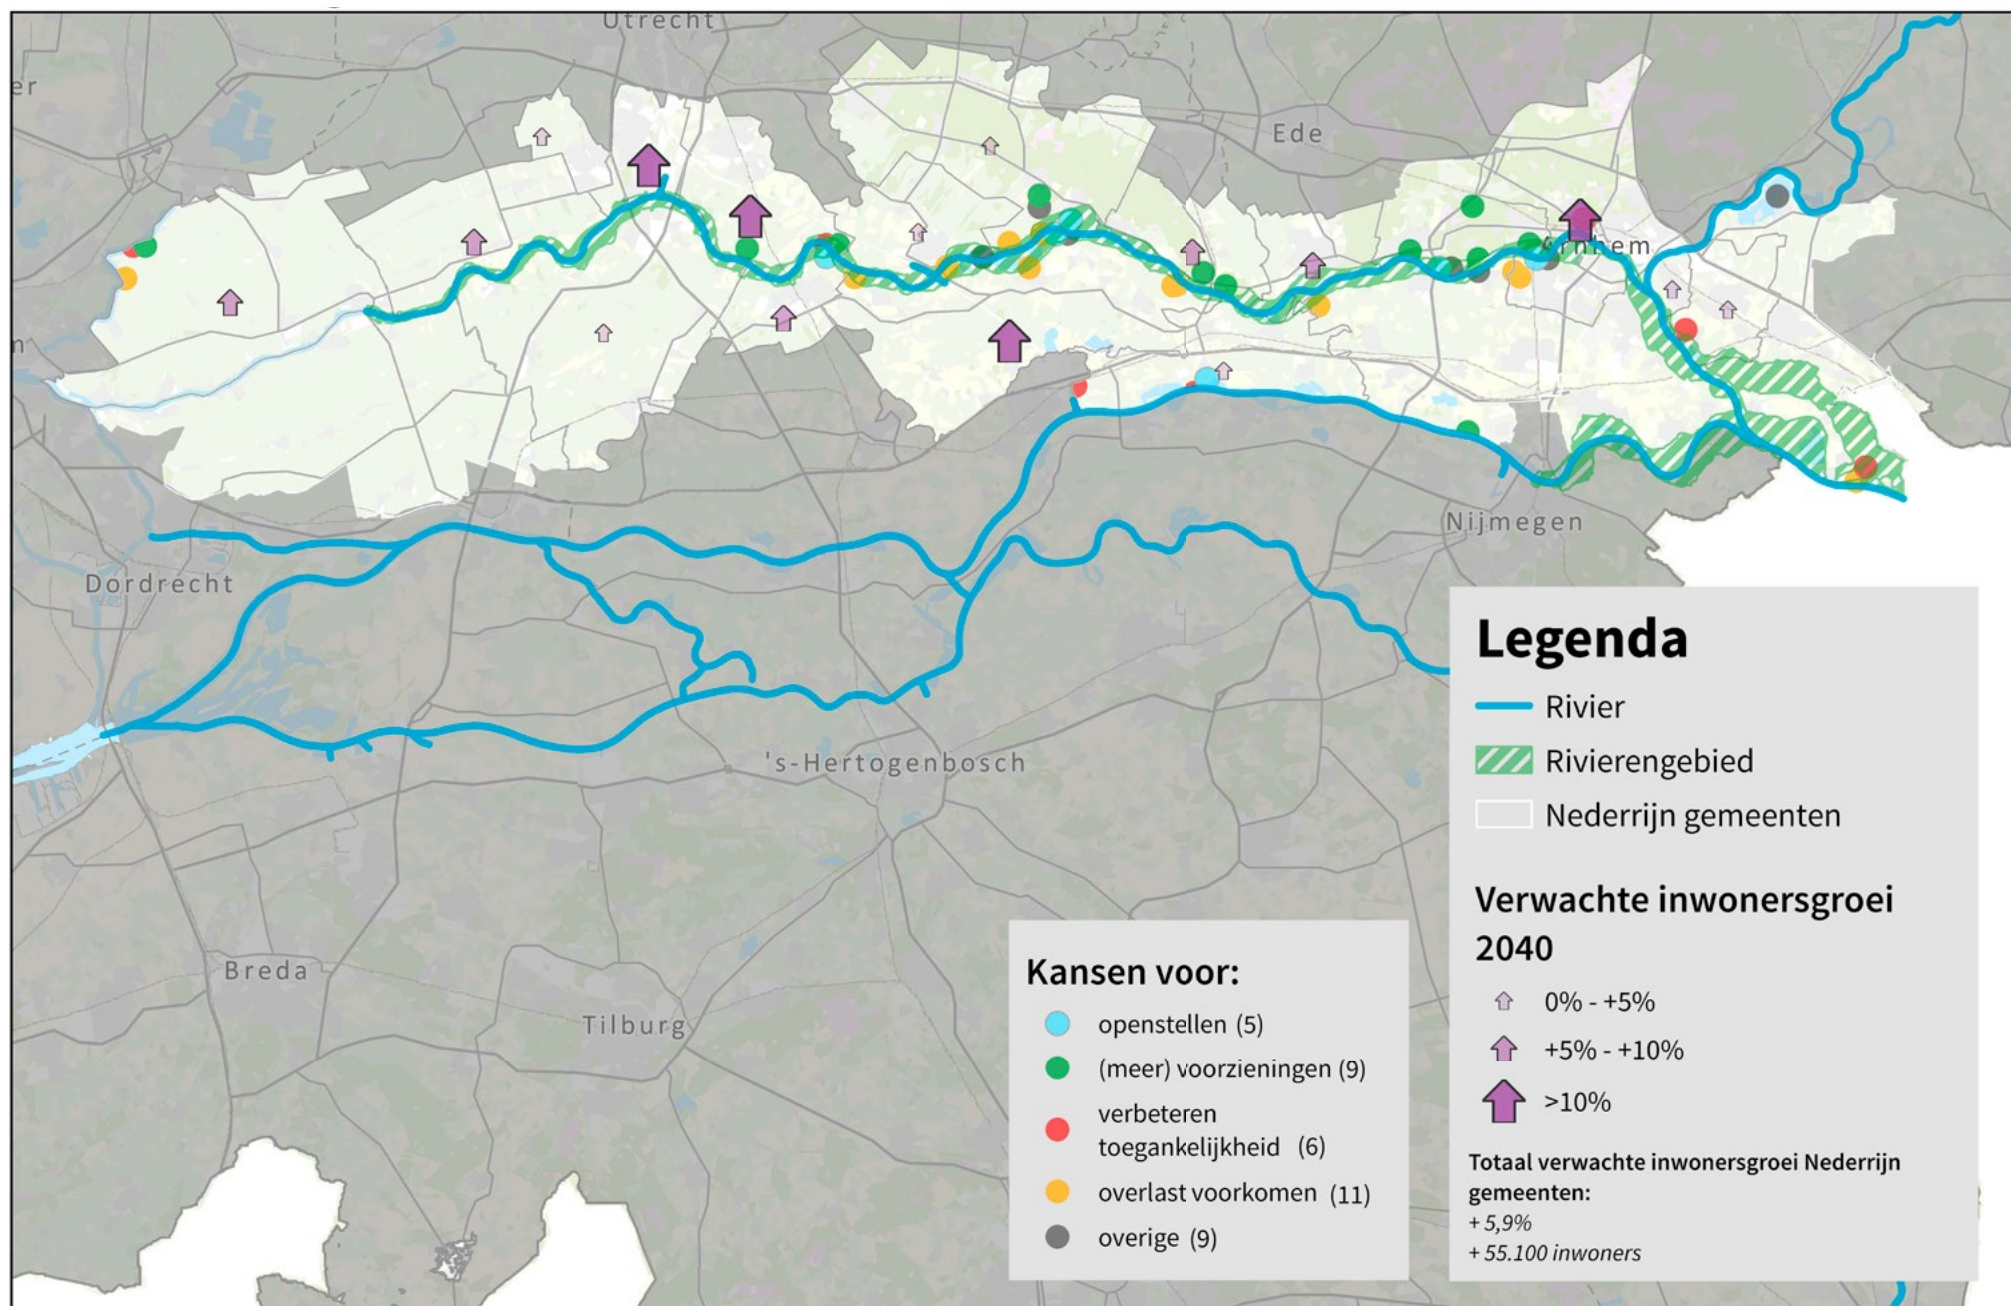 Utrecht
er
Ede
Arnhem
n
Nijmegen
Dordrecht
's-Hertogenbosch
Breda
Tilburg
Legenda
Rivier
Rivierengebied
Nederrijn gemeenten
Verwachte inwonersgroei
2040
0% - +5%
+5% - +10%
>10%
Totaal verwachte inwonersgroei Nederrijn
gemeenten:
+ 5,9%
+ 55.100 inwoners
Kansen voor:
openstellen (5)
(meer) voorzieningen (9)
verbeteren
toegankelijkheid (6)
overlast voorkomen (11)
overige (9)